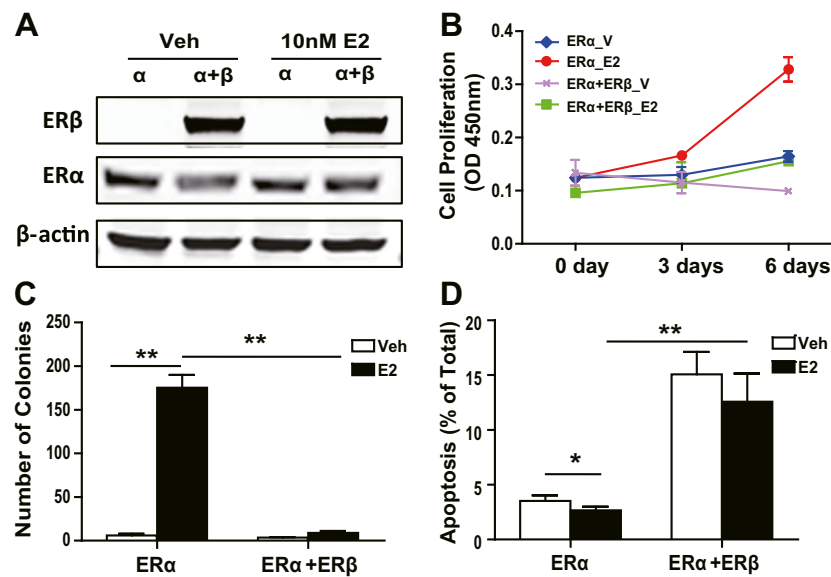 A
Veh
10nM E2
α
α+β
α
α+β
ERβ
ERα
β-actin
B
Cell Proliferation
(OD 450nm)
0.4
0.3
0.2
0.1
0.0
ERα_V
ERα_E2
ERα+ERβ_V
ERα+ERβ_E2
0 day
3 days
6 days
C
Number of Colonies
250
200
150
100
50
0
**
**
Veh
E2
ERα
ERα+ERβ
D
Apoptosis (% of Total)
20
15
10
5
0
*
**
Veh
E2
ERα
ERα+ERβ